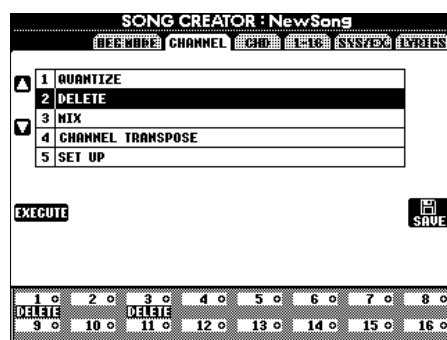 SONG CREATOR : NewSong
REC MODE CHANNEL CHD 1-16 SYS/EX. LYRICS
1 QUANTIZE
2 DELETE
3 MIX
4 CHANNEL TRANSPOSE
5 SET UP
EXECUTE
SAVE
1 2 3 4 5 6 7 8
DELETE DELETE
9 10 11 12 13 14 15 16